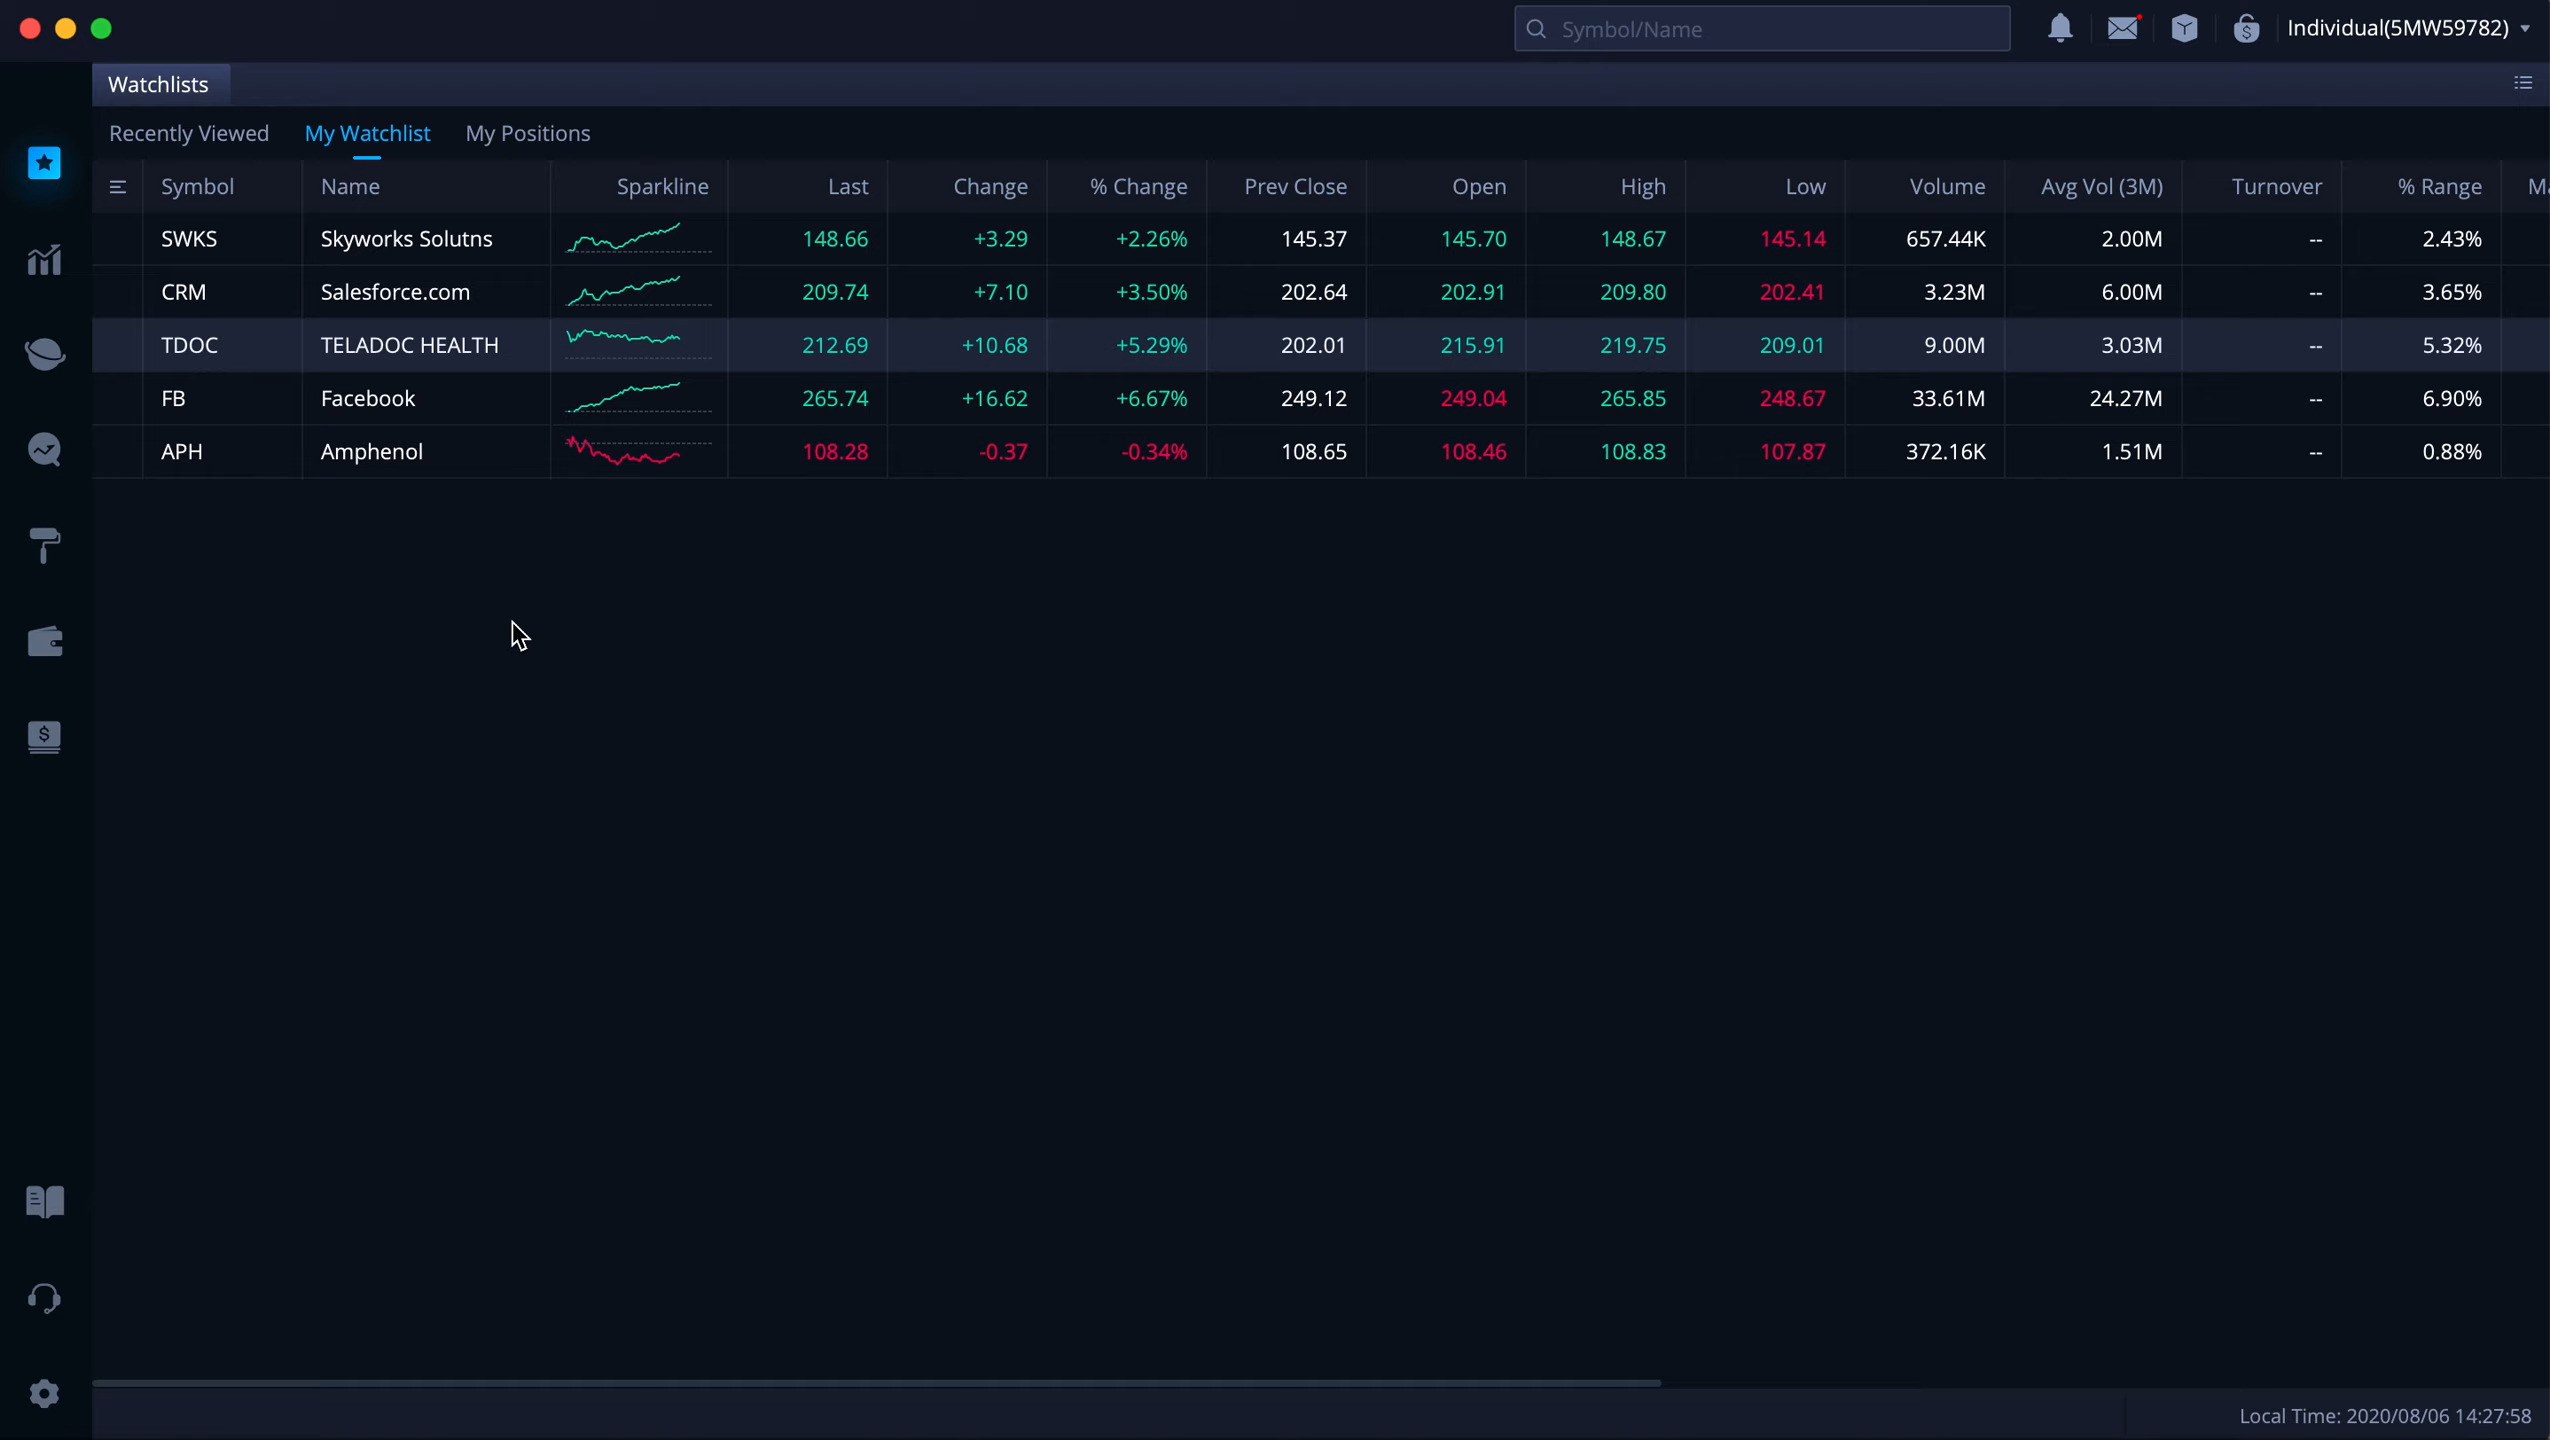 Symbol/Name
Individual(5MW59782)
Watchlists
Recently Viewed My Watchlist My Positions
Symbol Name Sparkline Last Change % Change Prev Close Open High Low Volume Avg Vol (3M) Turnover % Range
SWKS Skyworks Solutns 148.66 +3.29 +2.26% 145.37 145.70 148.67 145.14 657.44K 2.00M -- 2.43%
CRM Salesforce.com 209.74 +7.10 +3.50% 202.64 202.91 209.80 202.41 3.23M 6.00M -- 3.65%
TDOC TELADOC HEALTH 212.69 +10.68 +5.29% 202.01 215.91 219.75 209.01 9.00M 3.03M -- 5.32%
FB Facebook 265.74 +16.62 +6.67% 249.12 249.04 265.85 248.67 33.61M 24.27M -- 6.90%
APH Amphenol 108.28 -0.37 -0.34% 108.65 108.46 108.83 107.87 372.16K 1.51M -- 0.88%
Local Time: 2020/08/06 14:27:58